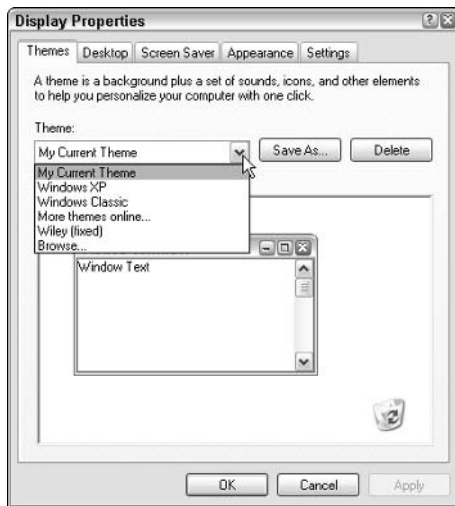 Display Properties
Themes Desktop Screen Saver Appearance Settings
A theme is a background plus a set of sounds, icons, and other elements
to help you personalize your computer with one click.
Theme:
My Current Theme
Save As...
Delete
My Current Theme
Windows XP
Windows Classic
More themes online...
Wiley (fixed)
Browse...
Window Text
OK
Cancel
Apply